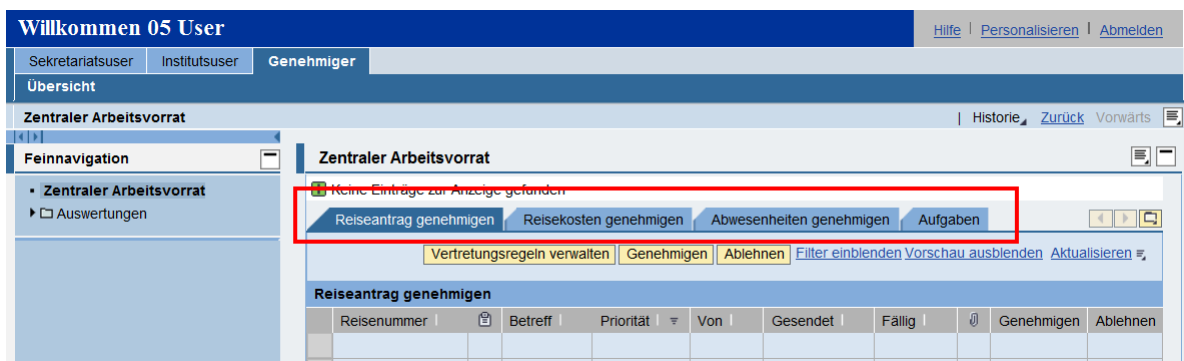 Willkommen 05 User
Hilfe | Personalisieren | Abmelden
Sekretariatsuser Institutsuser Genehmiger
Übersicht
Zentraler Arbeitsvorrat | Historie Zurück Vorwärts
Feinnavigation
Zentraler Arbeitsvorrat
Auswertungen
Zentraler Arbeitsvorrat
Keine Einträge zur Anzeige gefunden
Reiseantrag genehmigen Reisekosten genehmigen Abwesenheiten genehmigen Aufgaben
Vertretungsregeln verwalten Genehmigen Ablehnen Filter einblenden Vorschau ausblenden Aktualisieren
Reiseantrag genehmigen
Reisenummer Betreff Priorität Von Gesendet Fällig Genehmigen Ablehnen